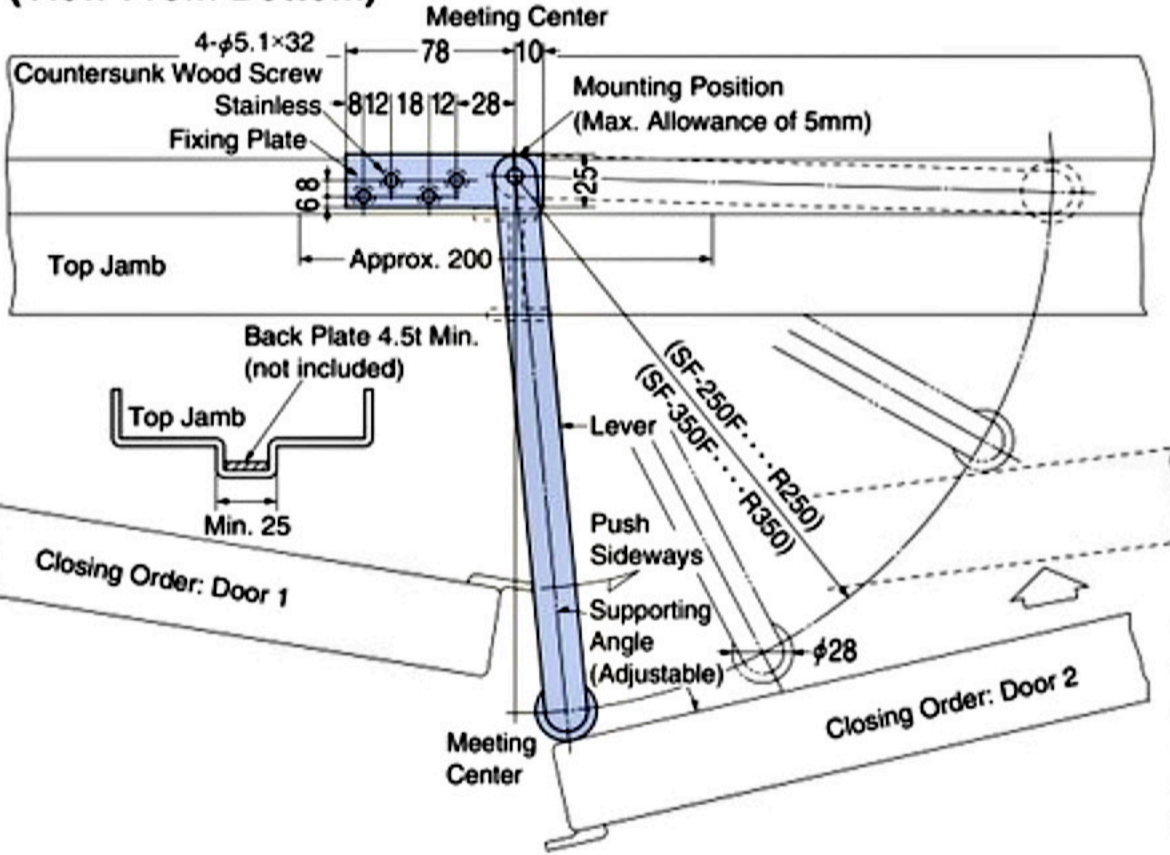 (View From Bottom)
Meeting Center
4-ϕ5.1×32
Countersunk Wood Screw
Stainless
Fixing Plate
78
10
8 12 18 12 28
Mounting Position
(Max. Allowance of 5mm)
25
8
6
Approx. 200
Top Jamb
Back Plate 4.5t Min.
(not included)
Top Jamb
Min. 25
Lever
(SF-250F····R250)
(SF-350F····R350)
Push
Sideways
Closing Order: Door 1
Supporting
Angle
(Adjustable)
ϕ28
Closing Order: Door 2
Meeting
Center